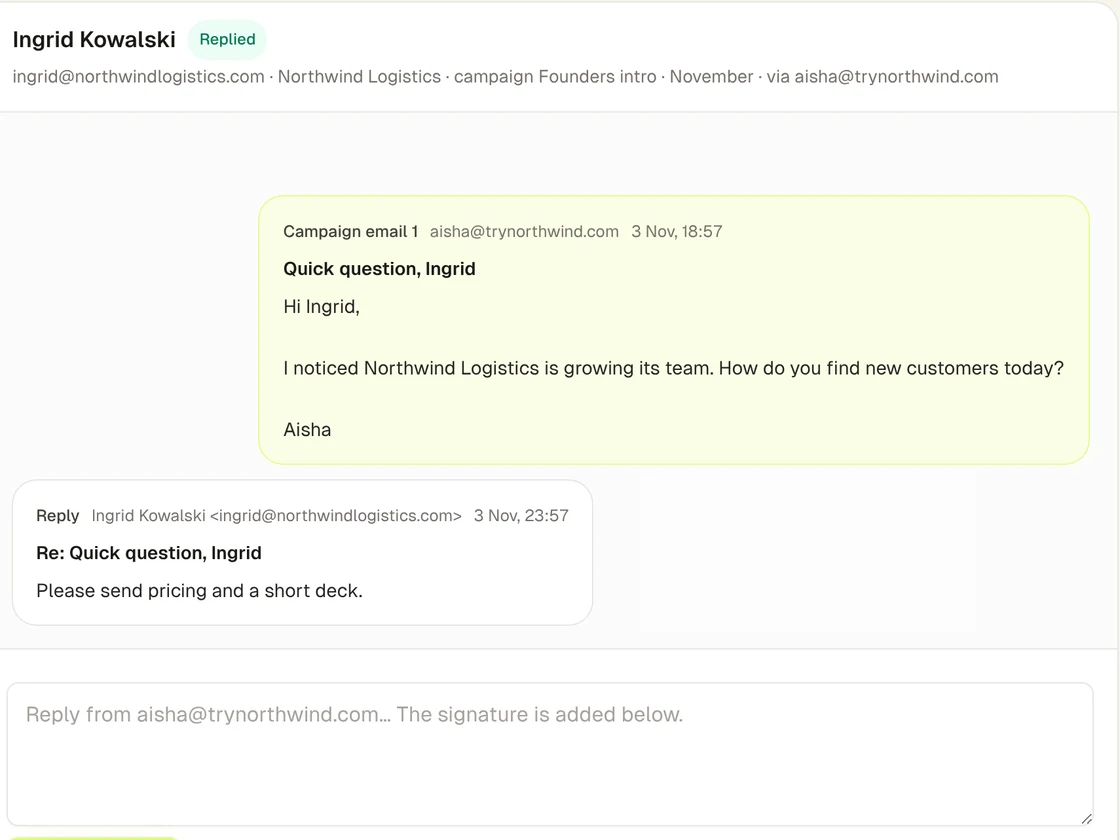 Ingrid Kowalski Replied
ingrid@northwindlogistics.com · Northwind Logistics · campaign Founders intro · November · via aisha@trynorthwind.com
Campaign email 1 aisha@trynorthwind.com 3 Nov, 18:57
Quick question, Ingrid
Hi Ingrid,
I noticed Northwind Logistics is growing its team. How do you find new customers today?
Aisha
Reply Ingrid Kowalski <ingrid@northwindlogistics.com> 3 Nov, 23:57
Re: Quick question, Ingrid
Please send pricing and a short deck.
Reply from aisha@trynorthwind.com... The signature is added below.